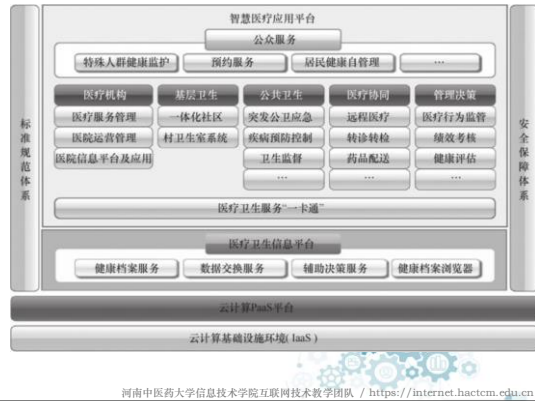 智慧医疗应用平台
公众服务
特殊人群健康监护 预约服务 居民健康自管理 …
医疗机构 基层卫生 公共卫生 医疗协同 管理决策
医疗服务管理 一体化社区 突发公卫应急 远程医疗 医疗行为监管
医院运营管理 村卫生室系统 疾病预防控制 转诊转检 绩效考核
医院信息平台及应用 卫生监督 药品配送 健康评估
… … …
医疗卫生服务“一卡通”
医疗卫生信息平台
健康档案服务 数据交换服务 辅助决策服务 健康档案浏览器
标准规范体系
安全保障体系
云计算PaaS平台
云计算基础设施环境( IaaS )
河南中医药大学信息技术学院互联网技术教学团队 / https://internet.hactcm.edu.cn